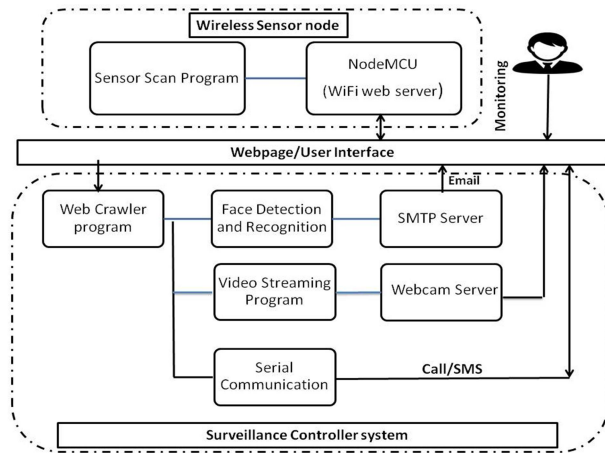 Wireless Sensor node
Sensor Scan Program
NodeMCU
(WiFi web server)
Monitoring
Webpage/User Interface
Email
Web Crawler
program
Face Detection
and Recognition
SMTP Server
Video Streaming
Program
Webcam Server
Serial
Communication
Call/SMS
Surveillance Controller system